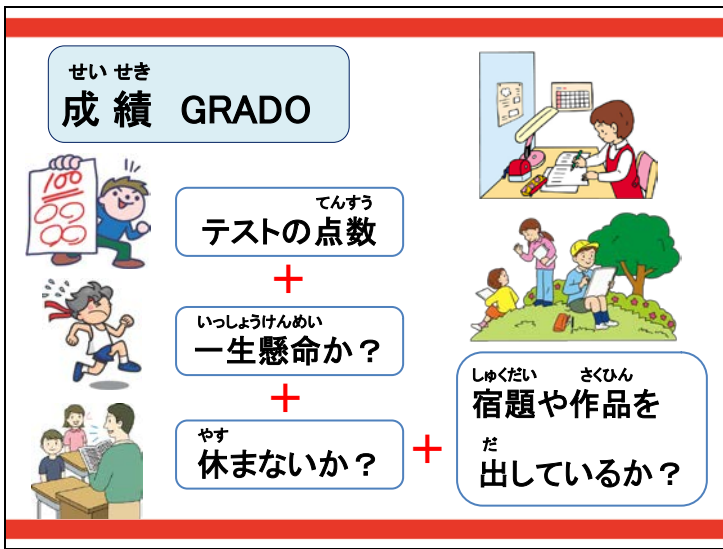 せい せき
成 績 GRADO
100
てんすう
テストの点数
+
いっしょうけんめい
一生懸命か？
+
やす
休まないか？
+
しゅくだい さくひん
宿題や作品を
だ
出しているか？